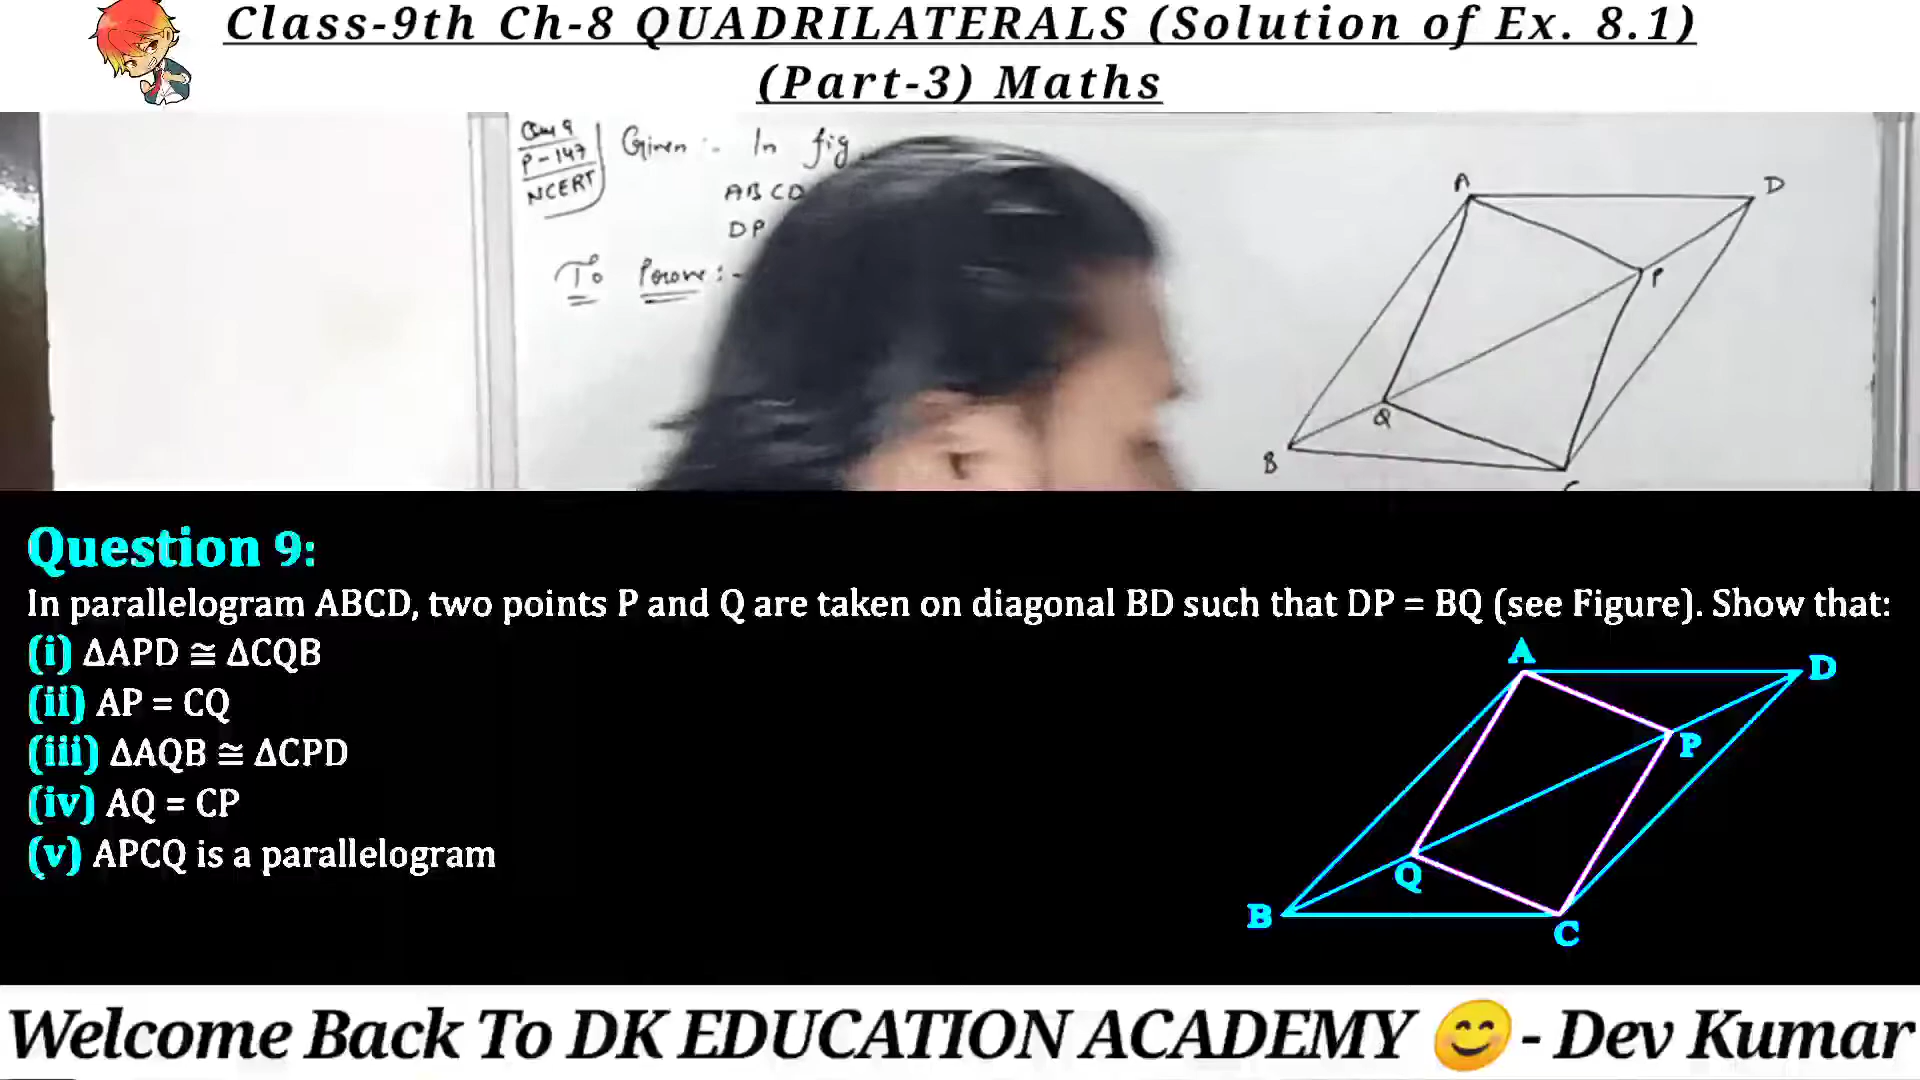 Class-9th Ch-8 QUADRILATERALS (Solution of Ex. 8.1)
(Part-3) Maths
Qus 9
P-147
NCERT
Given :- In fig
ABCD
DP
To Prove :-
A
D
P
Q
B
Question 9:
In parallelogram ABCD, two points P and Q are taken on diagonal BD such that DP = BQ (see Figure). Show that:
(i) ΔAPD ≅ ΔCQB
(ii) AP = CQ
(iii) ΔAQB ≅ ΔCPD
(iv) AQ = CP
(v) APCQ is a parallelogram
A
D
P
Q
B
C
Welcome Back To DK EDUCATION ACADEMY 😊 - Dev Kumar